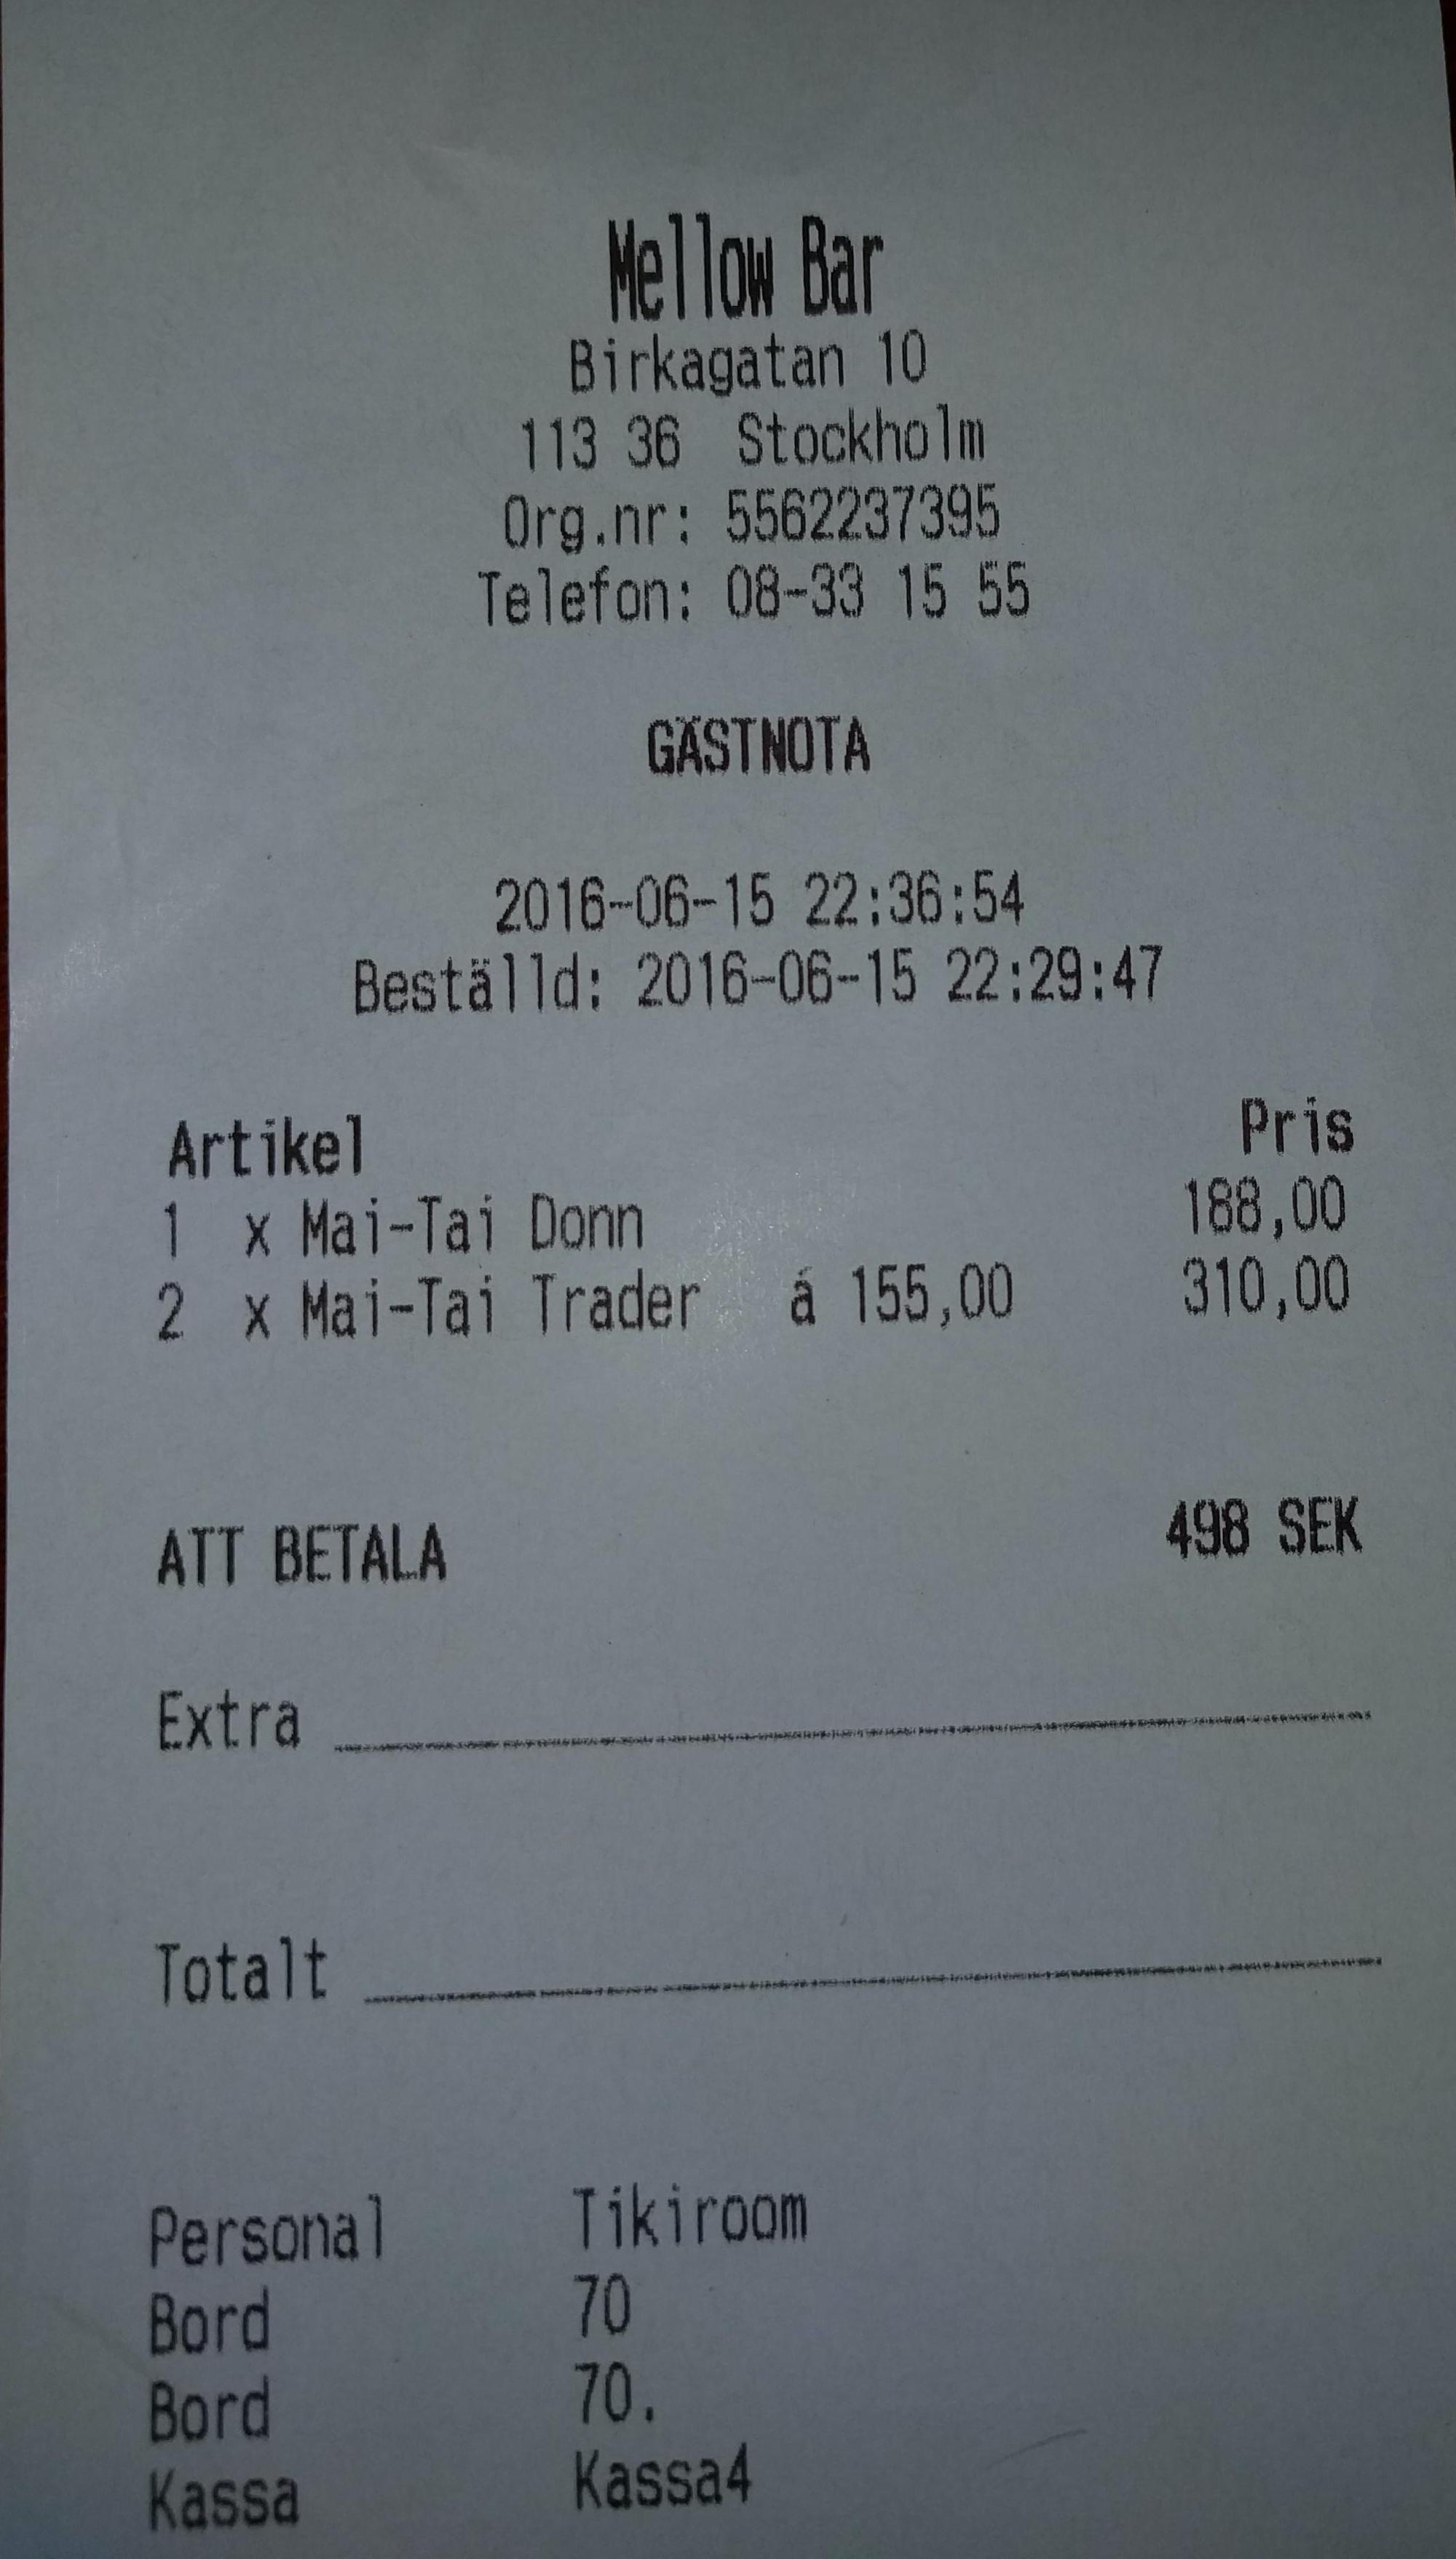 Mellow Bar
Birkagatan 10
113 36 Stockholm
Org.nr: 5562237395
Telefon: 08-33 15 55
GÄSTNOTA
2016-06-15 22:36:54
Beställd: 2016-06-15 22:29:47
Artikel Pris
1 x Mai-Tai Donn 188,00
2 x Mai-Tai Trader á 155,00 310,00
ATT BETALA 498 SEK
Extra
Totalt
Personal Tikiroom
Bord 70
Bord 70.
Kassa Kassa4